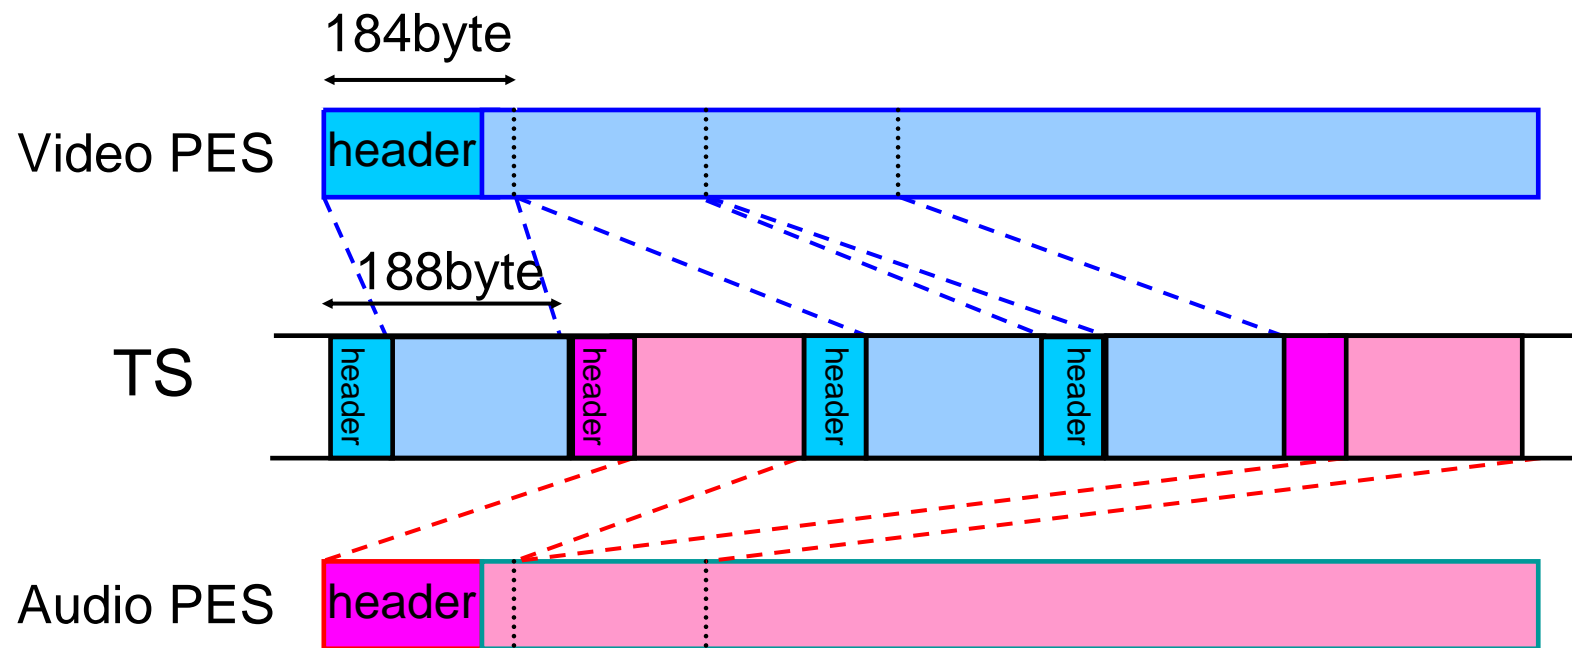 184byte
Video PES
header
188byte
TS
header
header
header
header
Audio PES
header